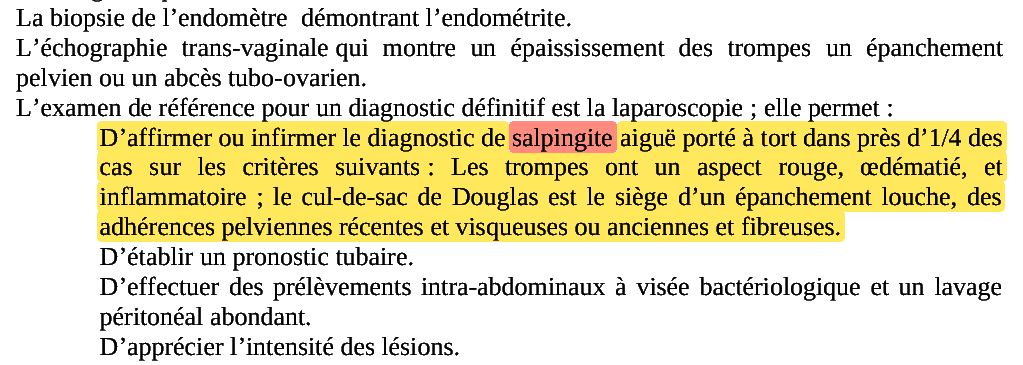 La biopsie de l’endomètre démontrant l’endométrite.
L’échographie trans-vaginale qui montre un épaississement des trompes un épanchement
pelvien ou un abcès tubo-ovarien.
L’examen de référence pour un diagnostic définitif est la laparoscopie ; elle permet :
D’affirmer ou infirmer le diagnostic de salpingite aiguë porté à tort dans près d’1/4 des
cas sur les critères suivants : Les trompes ont un aspect rouge, œdématié, et
inflammatoire ; le cul-de-sac de Douglas est le siège d’un épanchement louche, des
adhérences pelviennes récentes et visqueuses ou anciennes et fibreuses.
D’établir un pronostic tubaire.
D’effectuer des prélèvements intra-abdominaux à visée bactériologique et un lavage
péritonéal abondant.
D’apprécier l’intensité des lésions.